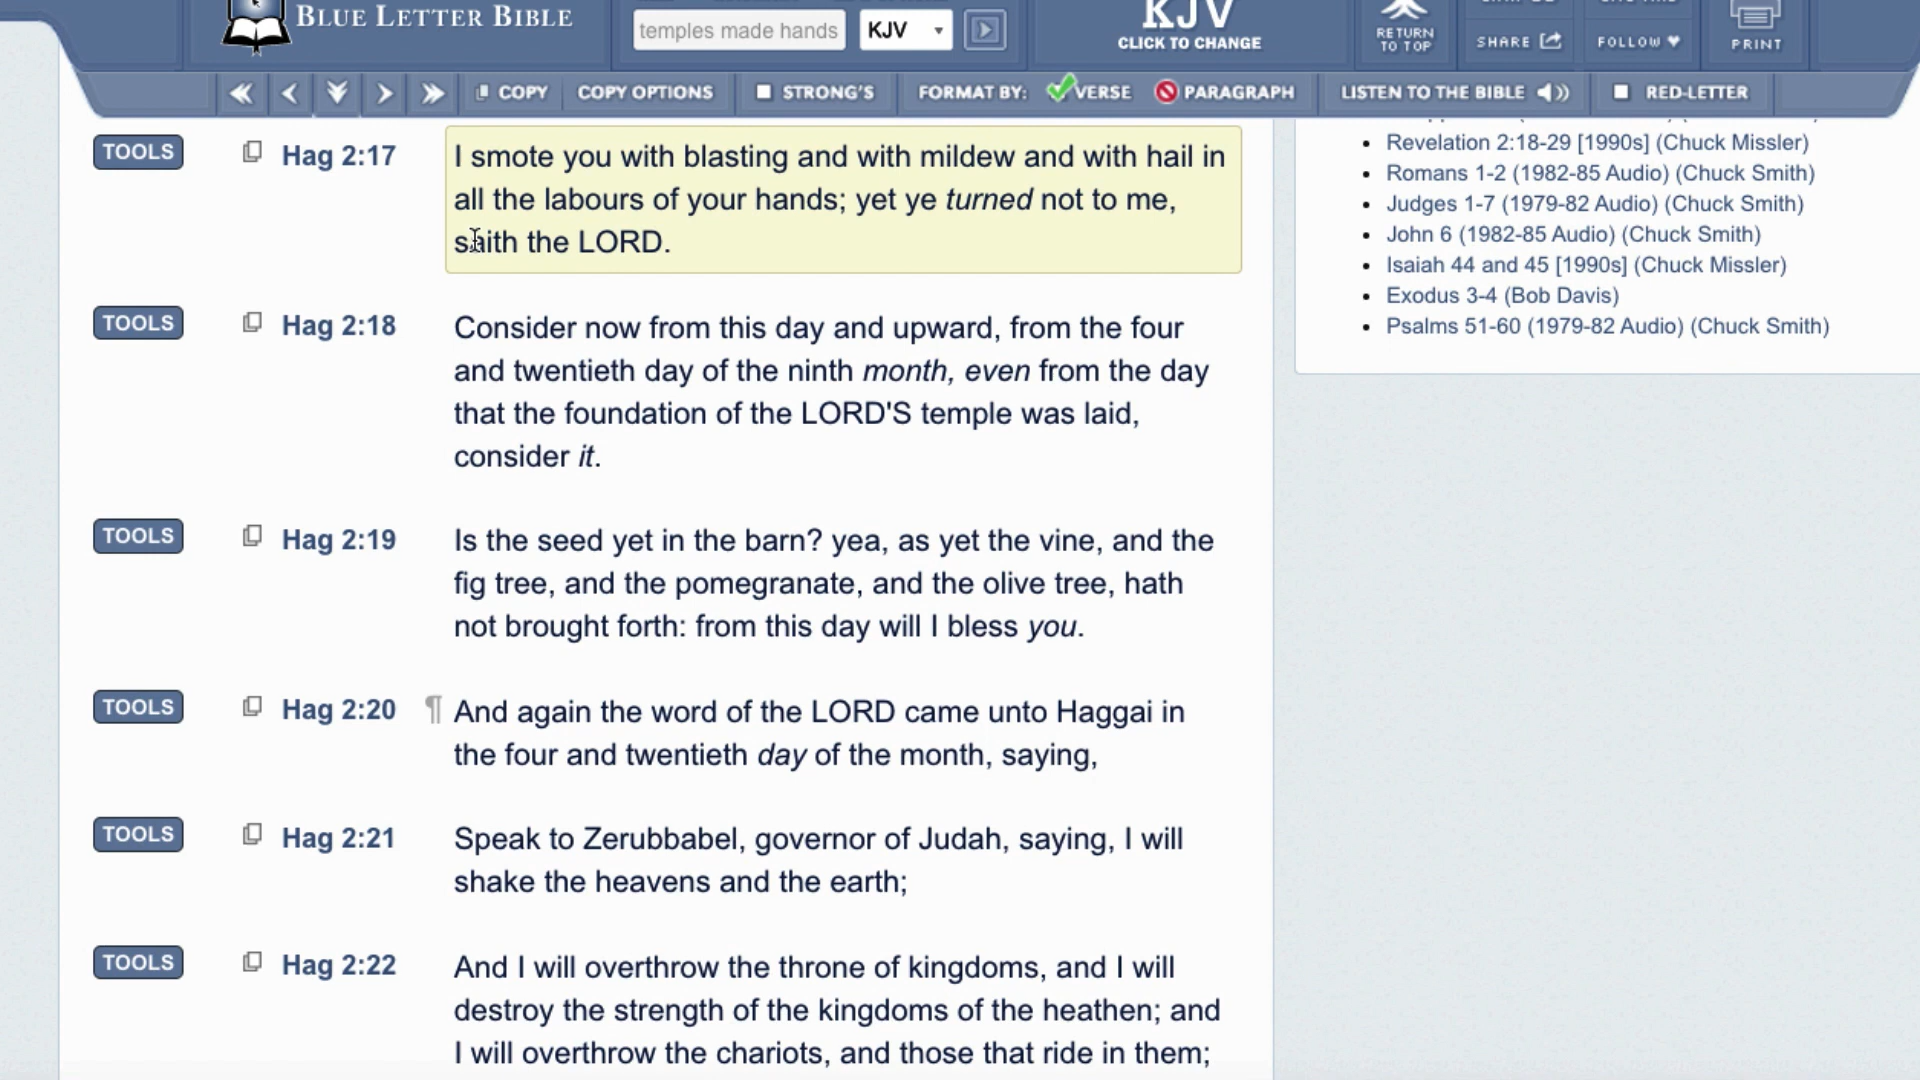 BLUE LETTER BIBLE
temples made hands
KJV
KJV
CLICK TO CHANGE
RETURN
TO TOP
SHARE
FOLLOW
PRINT
COPY
COPY OPTIONS
STRONG'S
FORMAT BY:
VERSE
PARAGRAPH
LISTEN TO THE BIBLE
RED-LETTER
TOOLS
Hag 2:17
I smote you with blasting and with mildew and with hail in
all the labours of your hands; yet ye turned not to me,
saith the LORD.
TOOLS
Hag 2:18
Consider now from this day and upward, from the four
and twentieth day of the ninth month, even from the day
that the foundation of the LORD'S temple was laid,
consider it.
TOOLS
Hag 2:19
Is the seed yet in the barn? yea, as yet the vine, and the
fig tree, and the pomegranate, and the olive tree, hath
not brought forth: from this day will I bless you.
TOOLS
Hag 2:20
¶ And again the word of the LORD came unto Haggai in
the four and twentieth day of the month, saying,
TOOLS
Hag 2:21
Speak to Zerubbabel, governor of Judah, saying, I will
shake the heavens and the earth;
TOOLS
Hag 2:22
And I will overthrow the throne of kingdoms, and I will
destroy the strength of the kingdoms of the heathen; and
I will overthrow the chariots, and those that ride in them;
Revelation 2:18-29 [1990s] (Chuck Missler)
Romans 1-2 (1982-85 Audio) (Chuck Smith)
Judges 1-7 (1979-82 Audio) (Chuck Smith)
John 6 (1982-85 Audio) (Chuck Smith)
Isaiah 44 and 45 [1990s] (Chuck Missler)
Exodus 3-4 (Bob Davis)
Psalms 51-60 (1979-82 Audio) (Chuck Smith)